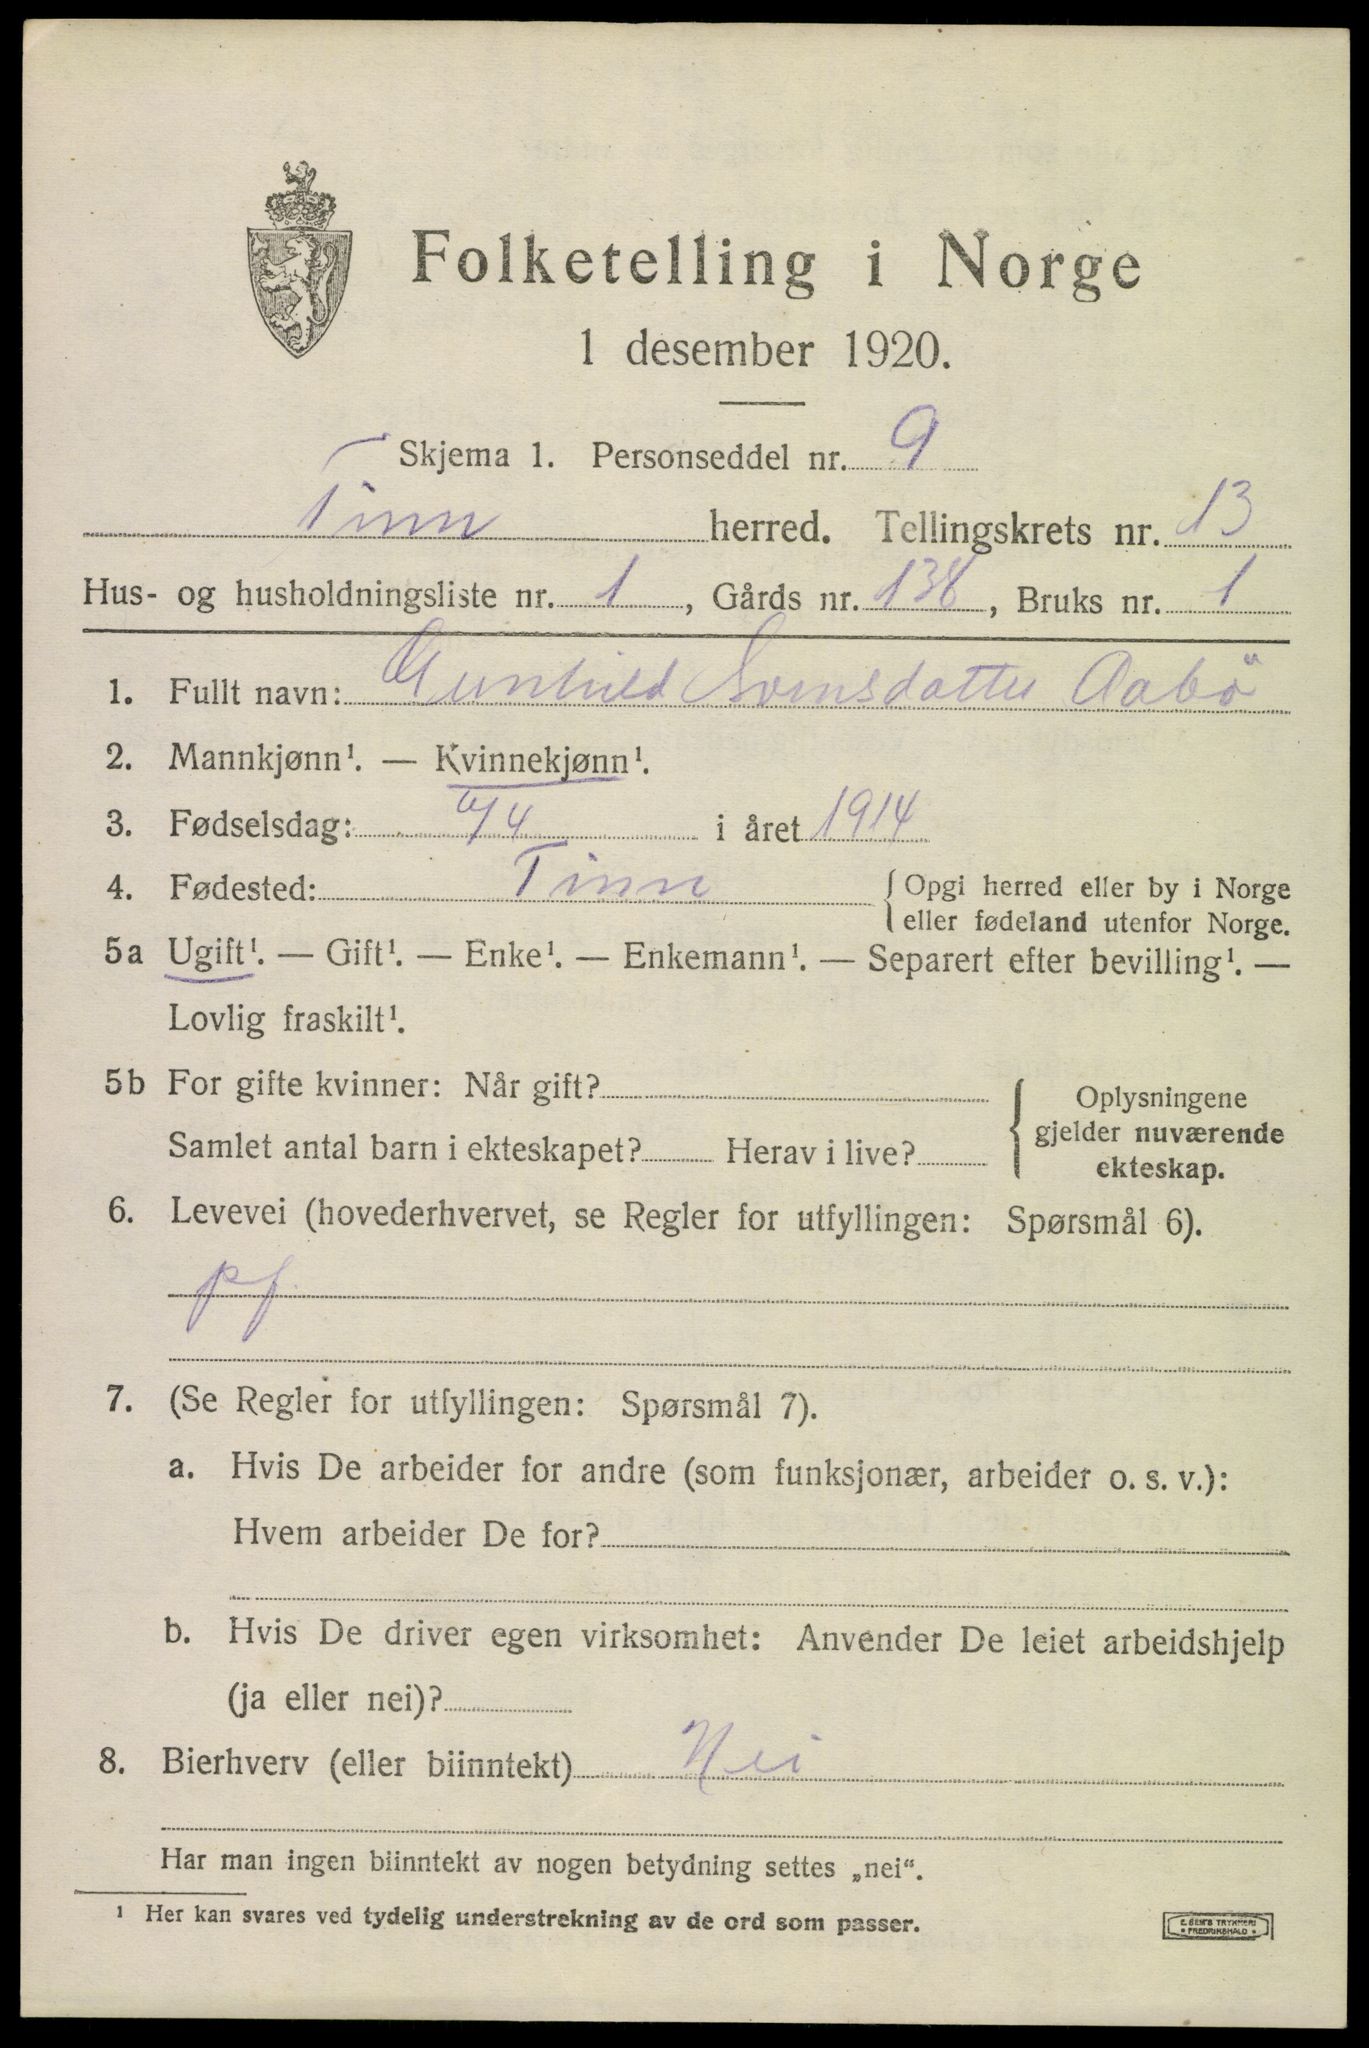 Folketelling i Norge
1 desember 1920.
Skjema 1. Personseddel nr. 9
Tinn herred. Tellingskrets nr. 13
Hus- og husholdningsliste nr. 1, Gårds nr. 138, Bruks nr. 1
1. Fullt navn: Gunhild Svensdatter Aabö
2. Mannkjønn¹. — Kvinnekjønn¹.
3. Fødselsdag: /4 i året 1914
4. Fødested: Tinn {Opgi herred eller by i Norge
eller fødeland utenfor Norge.
5a Ugift¹. — Gift¹. — Enke¹. — Enkemann¹. — Separert efter bevilling¹. —
Lovlig fraskilt¹.
5b For gifte kvinner: Når gift?
Samlet antal barn i ekteskapet? Herav i live?
{Oplysningene
gjelder nuværende
ekteskap.
6. Levevei (hovederhvervet, se Regler for utfyllingen: Spørsmål 6).
pf.
7. (Se Regler for utfyllingen: Spørsmål 7).
a. Hvis De arbeider for andre (som funksjonær, arbeider o. s. v.):
Hvem arbeider De for?
b. Hvis De driver egen virksomhet: Anvender De leiet arbeidshjelp
(ja eller nei)?
8. Bierhverv (eller biinntekt) Nei
Har man ingen biinntekt av nogen betydning settes „nei“.
¹ Her kan svares ved tydelig understrekning av de ord som passer.
E. SEM'S TRYKKERI
• FREDRIKSHALD •